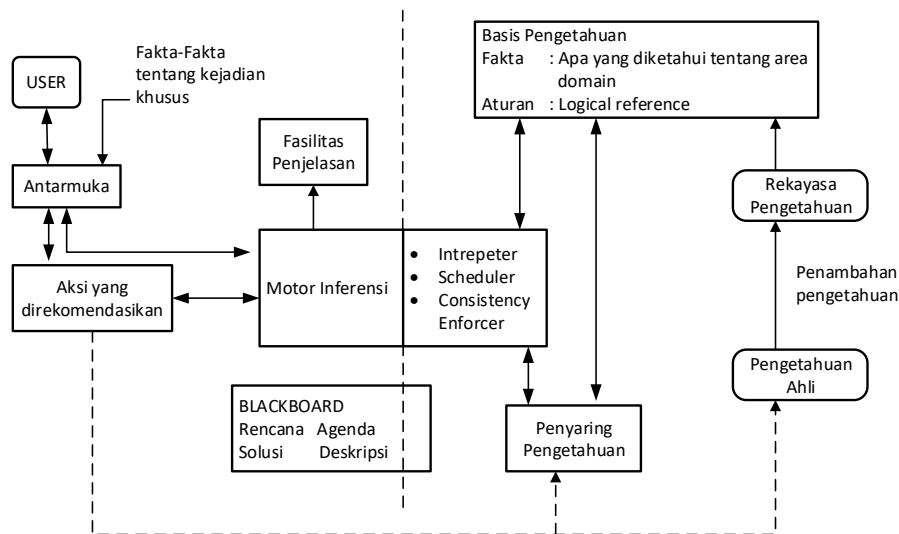 Fakta-Fakta
tentang kejadian
khusus
USER
Basis Pengetahuan
Fakta : Apa yang diketahui tentang area
domain
Aturan : Logical reference
Fasilitas
Penjelasan
Antarmuka
Rekayasa
Pengetahuan
Motor Inferensi
• Intrepeter
• Scheduler
• Consistency
Enforcer
Aksi yang
direkomendasikan
Penambahan
pengetahuan
Pengetahuan
Ahli
BLACKBOARD
Rencana Agenda
Solusi Deskripsi
Penyaring
Pengetahuan